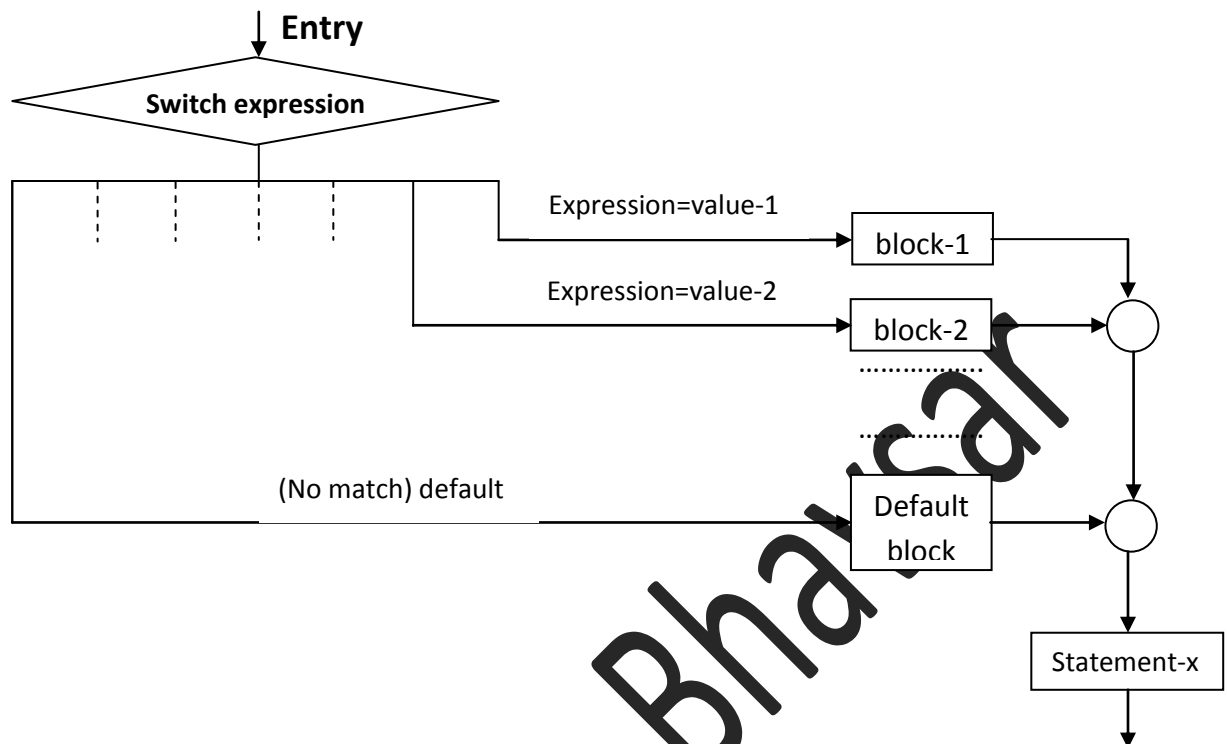 Entry
Switch expression
Expression=value-1
block-1
Expression=value-2
block-2
……………
……………
(No match) default
Default
block
Statement-x
Bhavsar